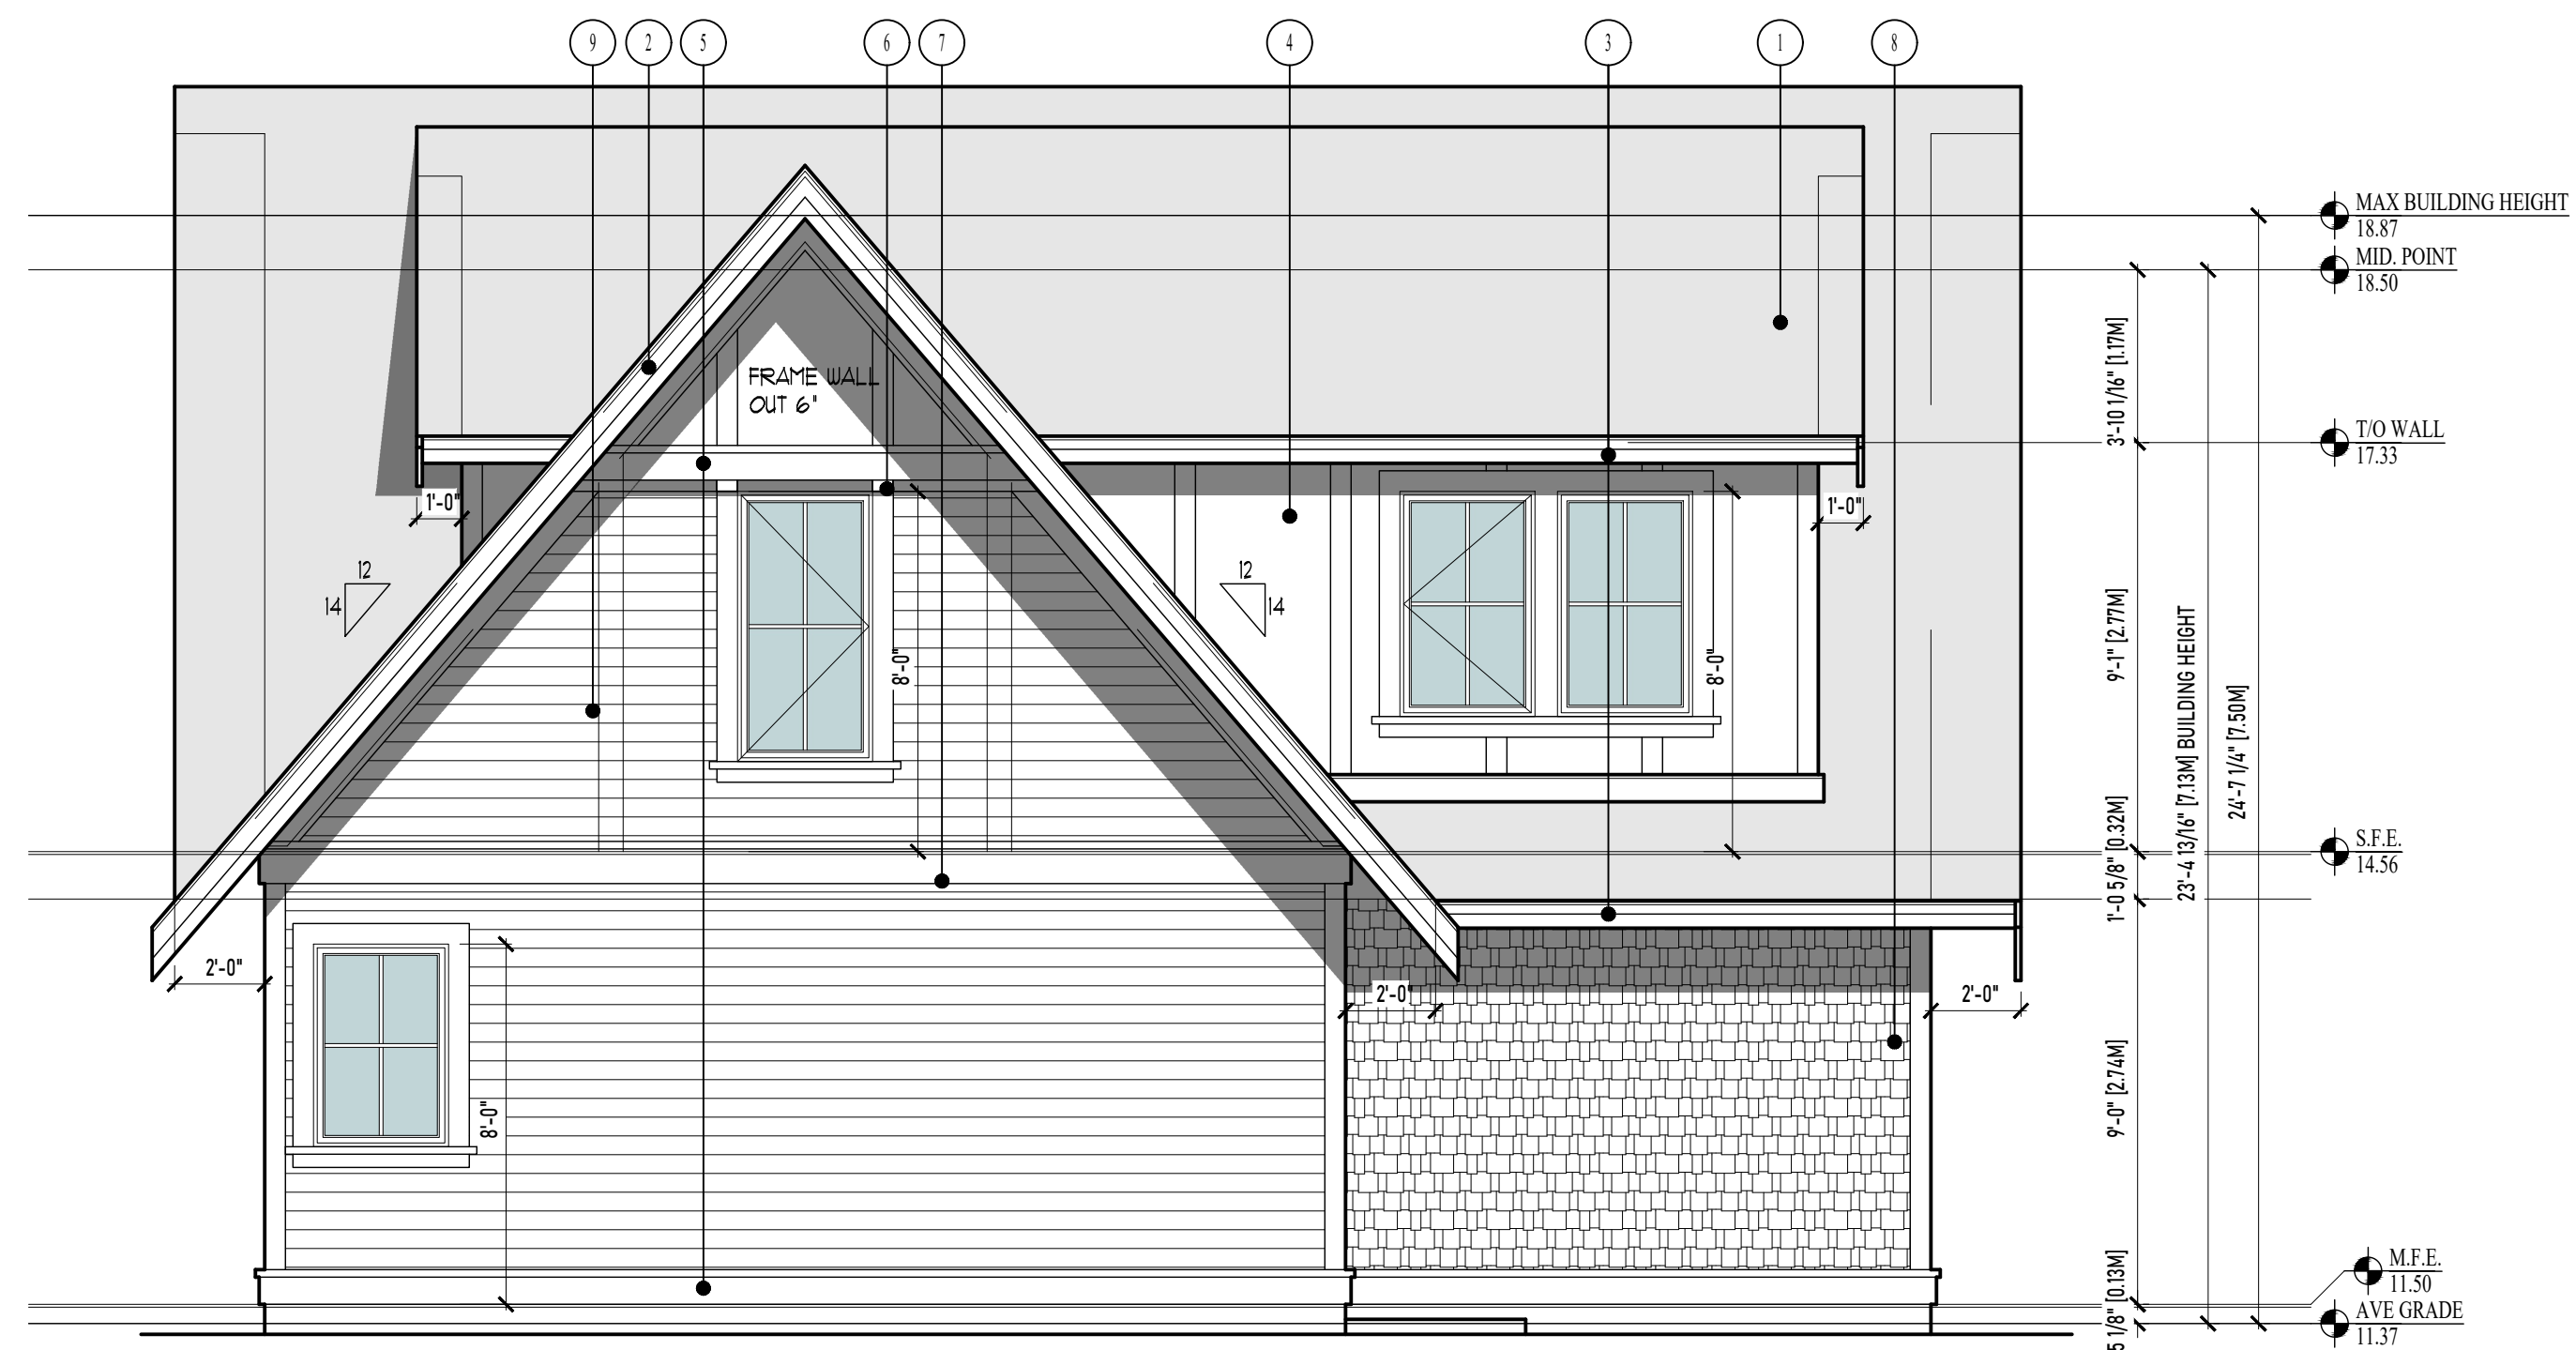 9 2 5 6 7 4 3 1 8
MAX BUILDING HEIGHT
18.87
MID. POINT
18.50
3'-10 1/16" [1.17M]
FRAME WALL
OUT 6"
T/O WALL
17.33
1'-0"
1'-0"
12
14
12
14
8'-0"
8'-0"
9'-1" [2.77M]
23'-4 13/16" [7.13M] BUILDING HEIGHT
24'-7 1/4" [7.50M]
S.F.E.
14.56
1'-0 5/8" [0.32M]
2'-0"
2'-0"
2'-0"
8'-0"
9'-0" [2.74M]
M.F.E.
11.50
5 1/8" [0.13M]
AVE GRADE
11.37